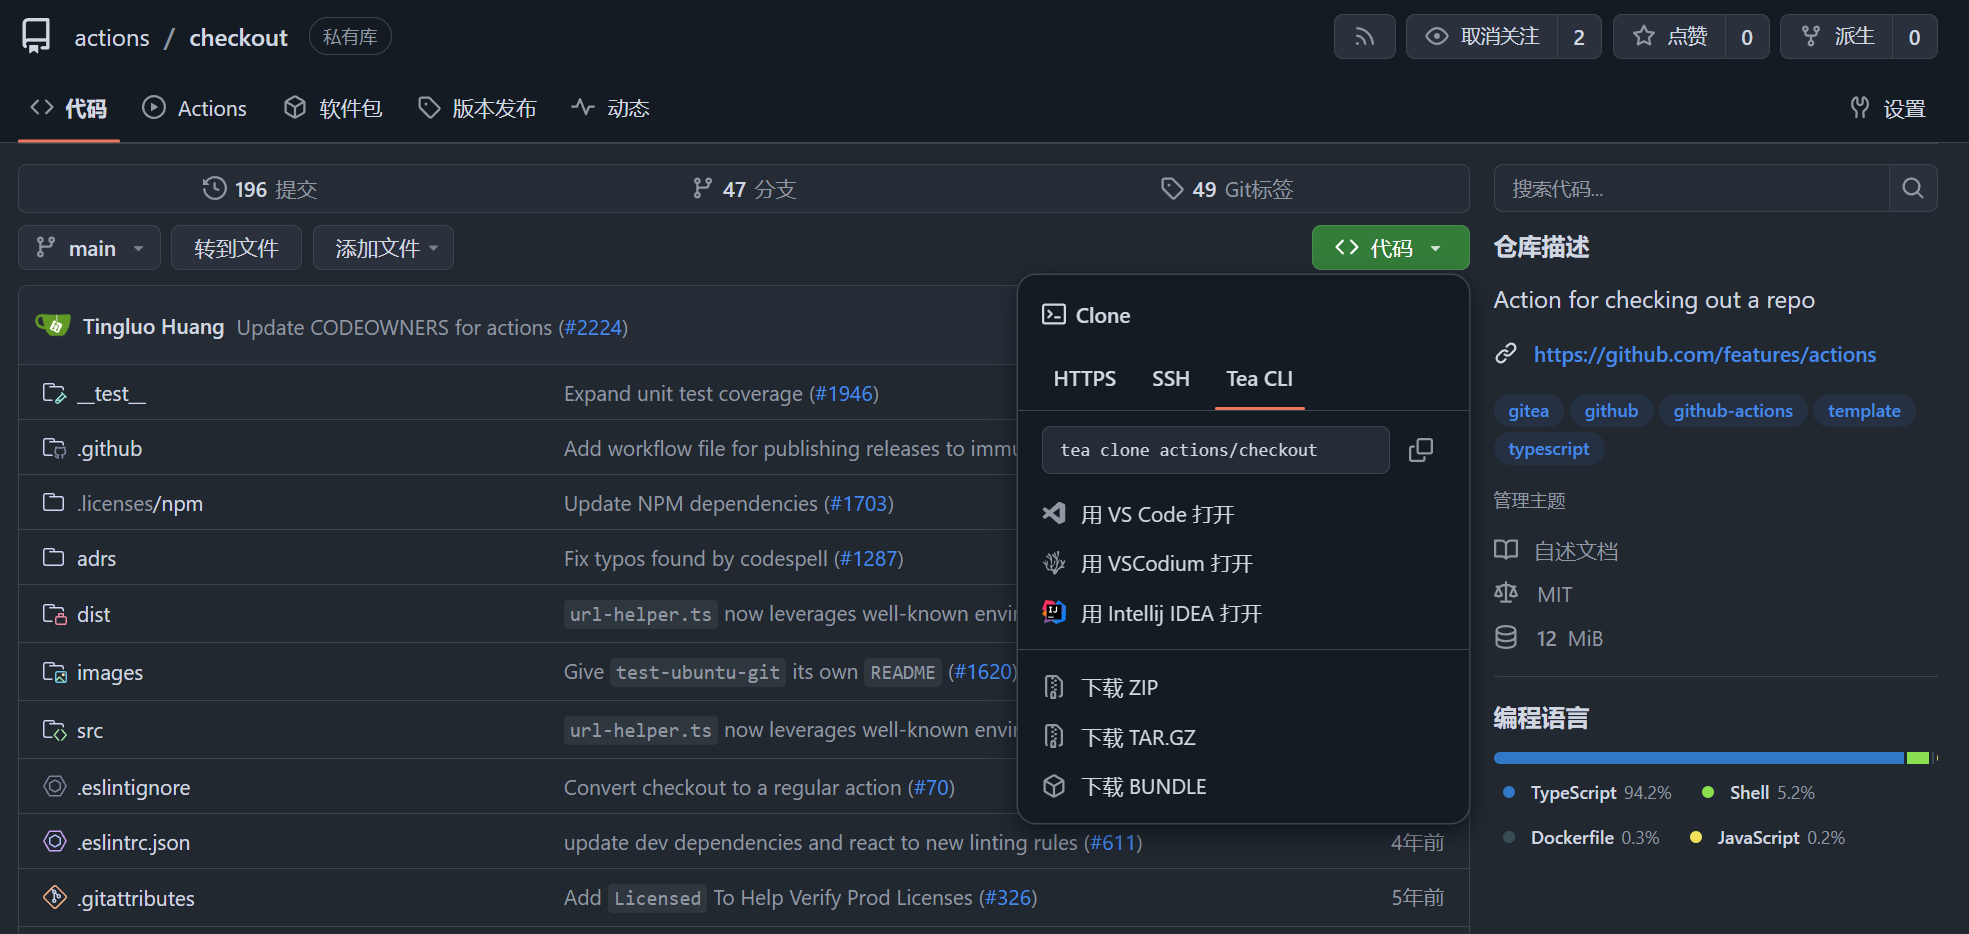 actions / checkout 私有库 取消关注 2 点赞 0 派生 0
代码 Actions 软件包 版本发布 动态 设置
196 提交 47 分支 49 Git标签
搜索代码...
main 转到文件 添加文件 代码
仓库描述
Action for checking out a repo
https://github.com/features/actions
gitea github github-actions template
typescript
管理主题
自述文档
MIT
12 MiB
编程语言
TypeScript 94.2% Shell 5.2%
Dockerfile 0.3% JavaScript 0.2%
Clone
HTTPS SSH Tea CLI
tea clone actions/checkout
用 VS Code 打开
用 VSCodium 打开
用 Intellij IDEA 打开
下载 ZIP
下载 TAR.GZ
下载 BUNDLE
Tingluo Huang Update CODEOWNERS for actions (#2224)
__test__ Expand unit test coverage (#1946)
.github Add workflow file for publishing releases to immu
.licenses/npm Update NPM dependencies (#1703)
adrs Fix typos found by codespell (#1287)
dist url-helper.ts now leverages well-known envir
images Give test-ubuntu-git its own README (#1620)
src url-helper.ts now leverages well-known envir
.eslintignore Convert checkout to a regular action (#70)
.eslintrc.json update dev dependencies and react to new linting rules (#611) 4年前
.gitattributes Add Licensed To Help Verify Prod Licenses (#326) 5年前